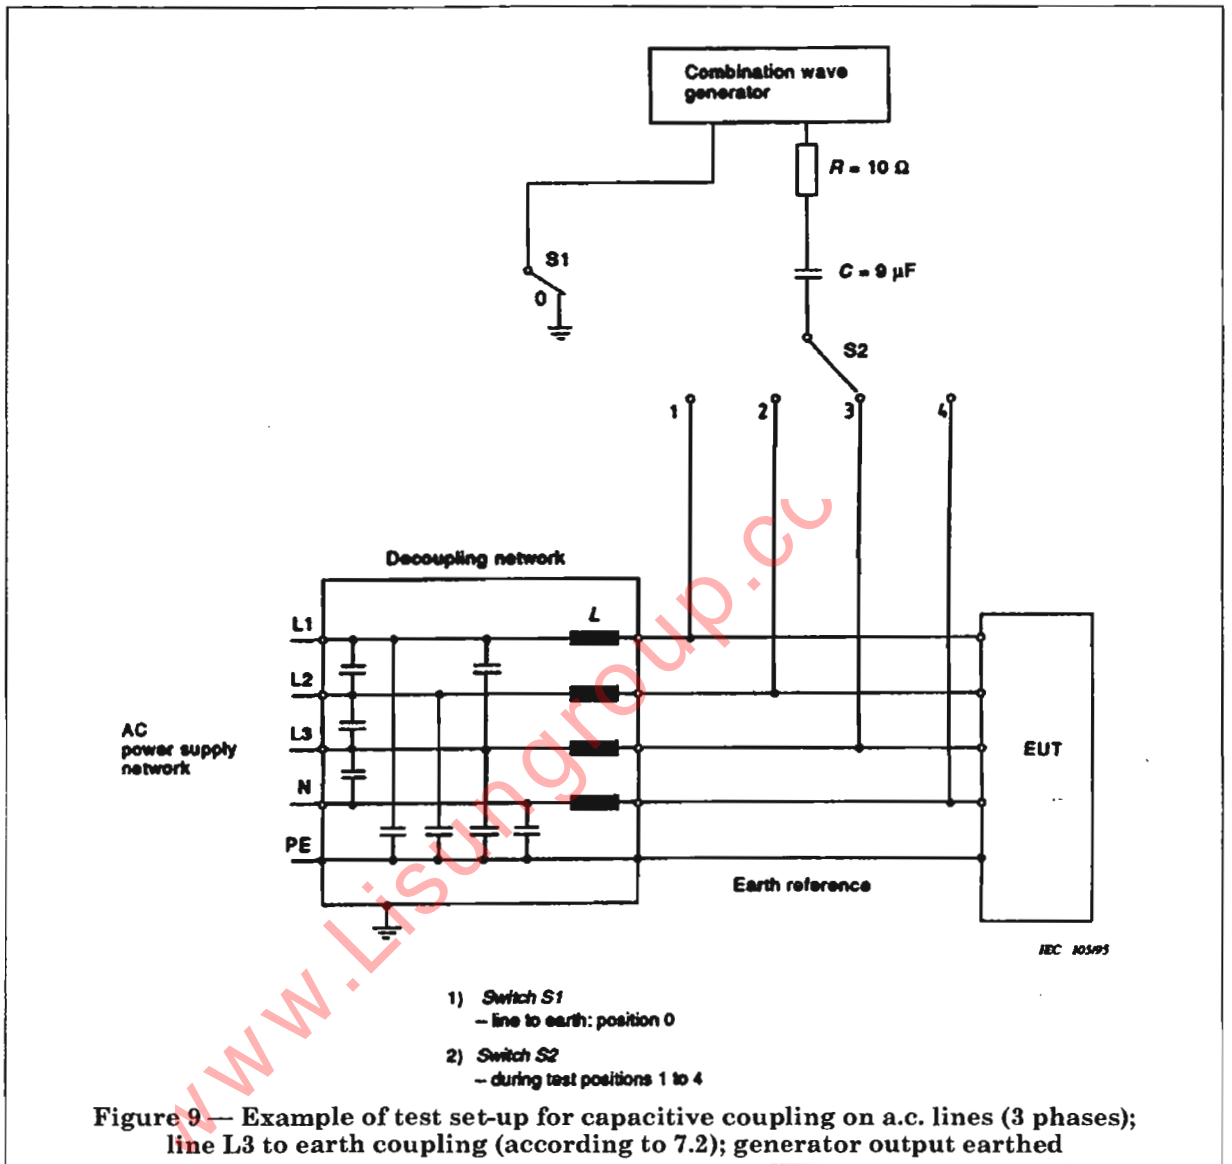 Combination wave
generator
R = 10 Ω
S1
0
C = 9 µF
S2
1
2
3
4
Decoupling network
L1
L
L2
AC
power supply
network
L3
EUT
N
PE
Earth reference
IEC 105/95
1) Switch S1
– line to earth: position 0
2) Switch S2
– during test positions 1 to 4
Figure 9 — Example of test set-up for capacitive coupling on a.c. lines (3 phases);
line L3 to earth coupling (according to 7.2); generator output earthed
www.Lisungroup.co